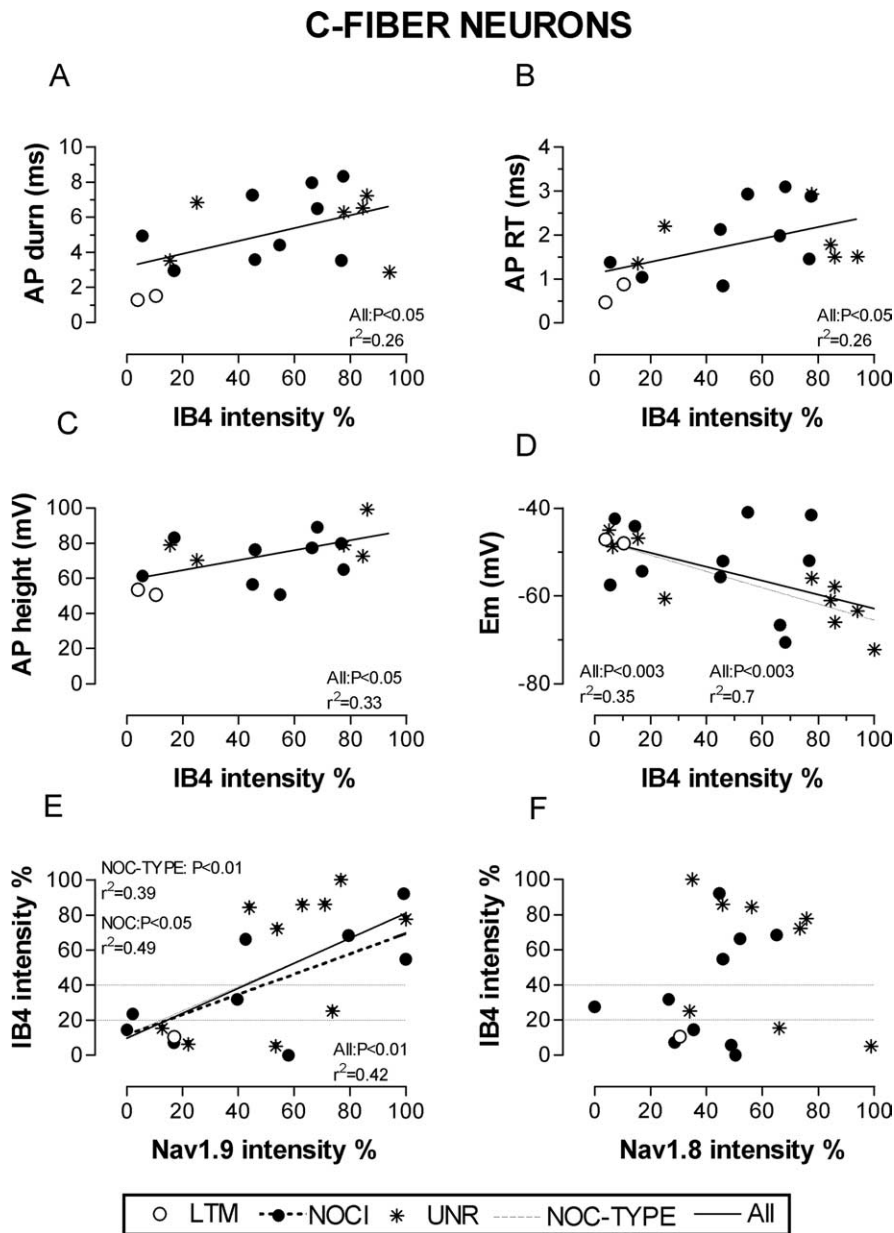 C-FIBER NEURONS
A
AP durn (ms)
10
8
6
4
2
0
All:P<0.05
r²=0.26
0 20 40 60 80 100
IB4 intensity %
B
AP RT (ms)
4
3
2
1
0
All:P<0.05
r²=0.26
0 20 40 60 80 100
IB4 intensity %
C
AP height (mV)
100
80
60
40
20
0
All:P<0.05
r²=0.33
0 20 40 60 80 100
IB4 intensity %
D
Em (mV)
-40
-60
-80
All:P<0.003
r²=0.35
All:P<0.003
r²=0.7
0 20 40 60 80 100
IB4 intensity %
E
IB4 intensity %
100
80
60
40
20
0
NOC-TYPE: P<0.01
r²=0.39
NOC:P<0.05
r²=0.49
All:P<0.01
r²=0.42
0 20 40 60 80 100
Nav1.9 intensity %
F
IB4 intensity %
100
80
60
40
20
0
0 20 40 60 80 100
Nav1.8 intensity %
LTM NOCI UNR NOC-TYPE All